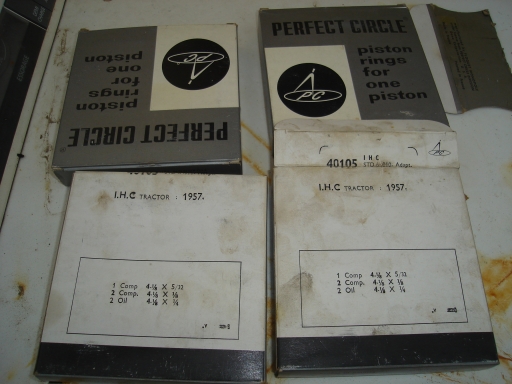 PERFECT CIRCLE
piston
rings
for
one
piston
PC
PERFECT CIRCLE
piston
rings
for
one
piston
PC
40105
I.H.C
I.H.C TRACTOR : 1957.
1 Comp 4-⅛ X 5/32
2 Comp. 4-⅛ X ⅛
2 Oil 4-⅛ X ¼
40105
I.H.C TRACTOR : 1957.
1 Comp 4-⅛ X 5/32
2 Comp. 4-⅛ X ⅛
2 Oil 4-⅛ X ¼